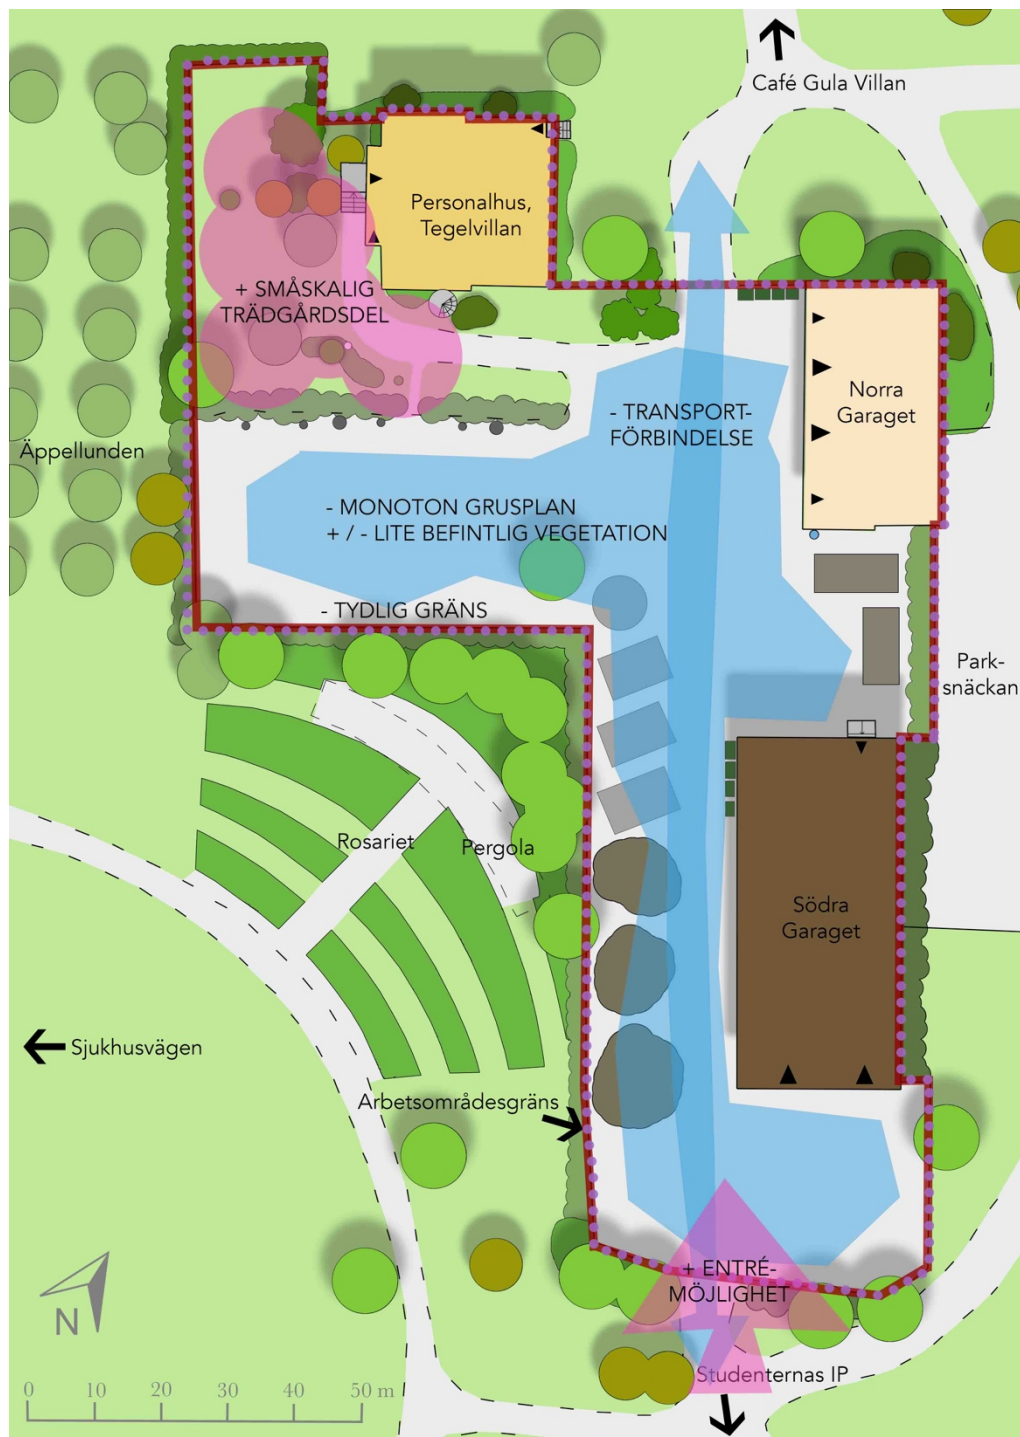 Café Gula Villan
Personalhus,
Tegelvillan
+ SMÅSKALIG
TRÄDGÅRDSDEL
Norra
Garaget
- TRANSPORT-
FÖRBINDELSE
Äppellunden
- MONOTON GRUSPLAN
+ / - LITE BEFINTLIG VEGETATION
- TYDLIG GRÄNS
Park-
snäckan
Rosariet
Pergola
Södra
Garaget
Sjukhusvägen
Arbetsområdesgräns
+ ENTRÉ-
MÖJLIGHET
N
Studenternas IP
0 10 20 30 50 m